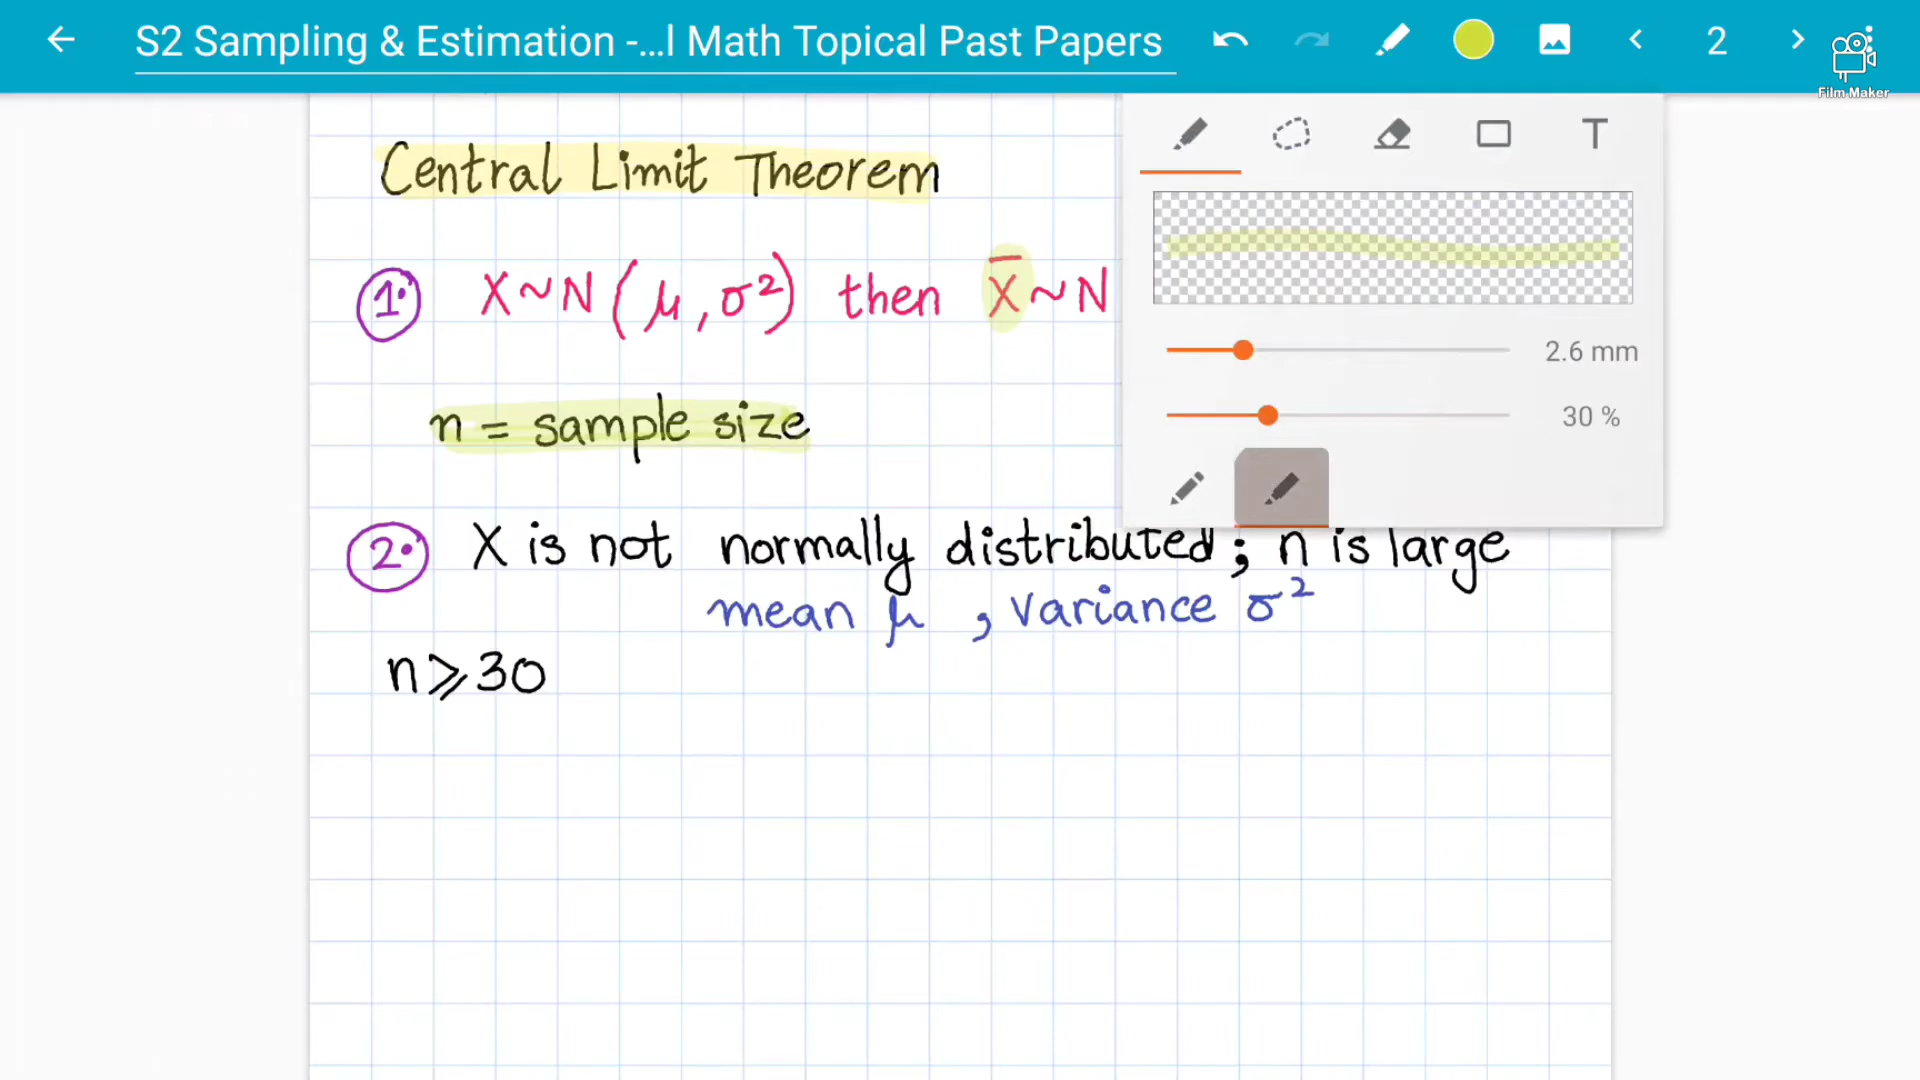 S2 Sampling & Estimation -...l Math Topical Past Papers
2
Film Maker
Central Limit Theorem
T
1. X~N(μ, σ²) then X̄~N
2.6 mm
30 %
n = sample size
2. X is not normally distributed; n is large
mean μ, variance σ²
n⩾30